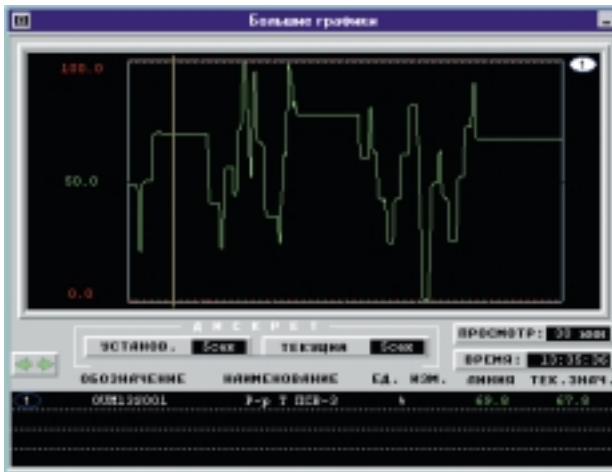 Большие графики
100.0
1
50.0
0.0
ДИСКРЕТ
УСТАНОВ. 5сек ТЕКУЩИЙ 5сек
ПРОСМОТР: мин
ВРЕМЯ:
ОБОЗНАЧЕНИЕ НАИМЕНОВАНИЕ ЕД. ИЗМ. ЛИНИЯ ТЕК.ЗНАЧ.
1 Р-р Т ПСВ-2 % 69.8 67.8